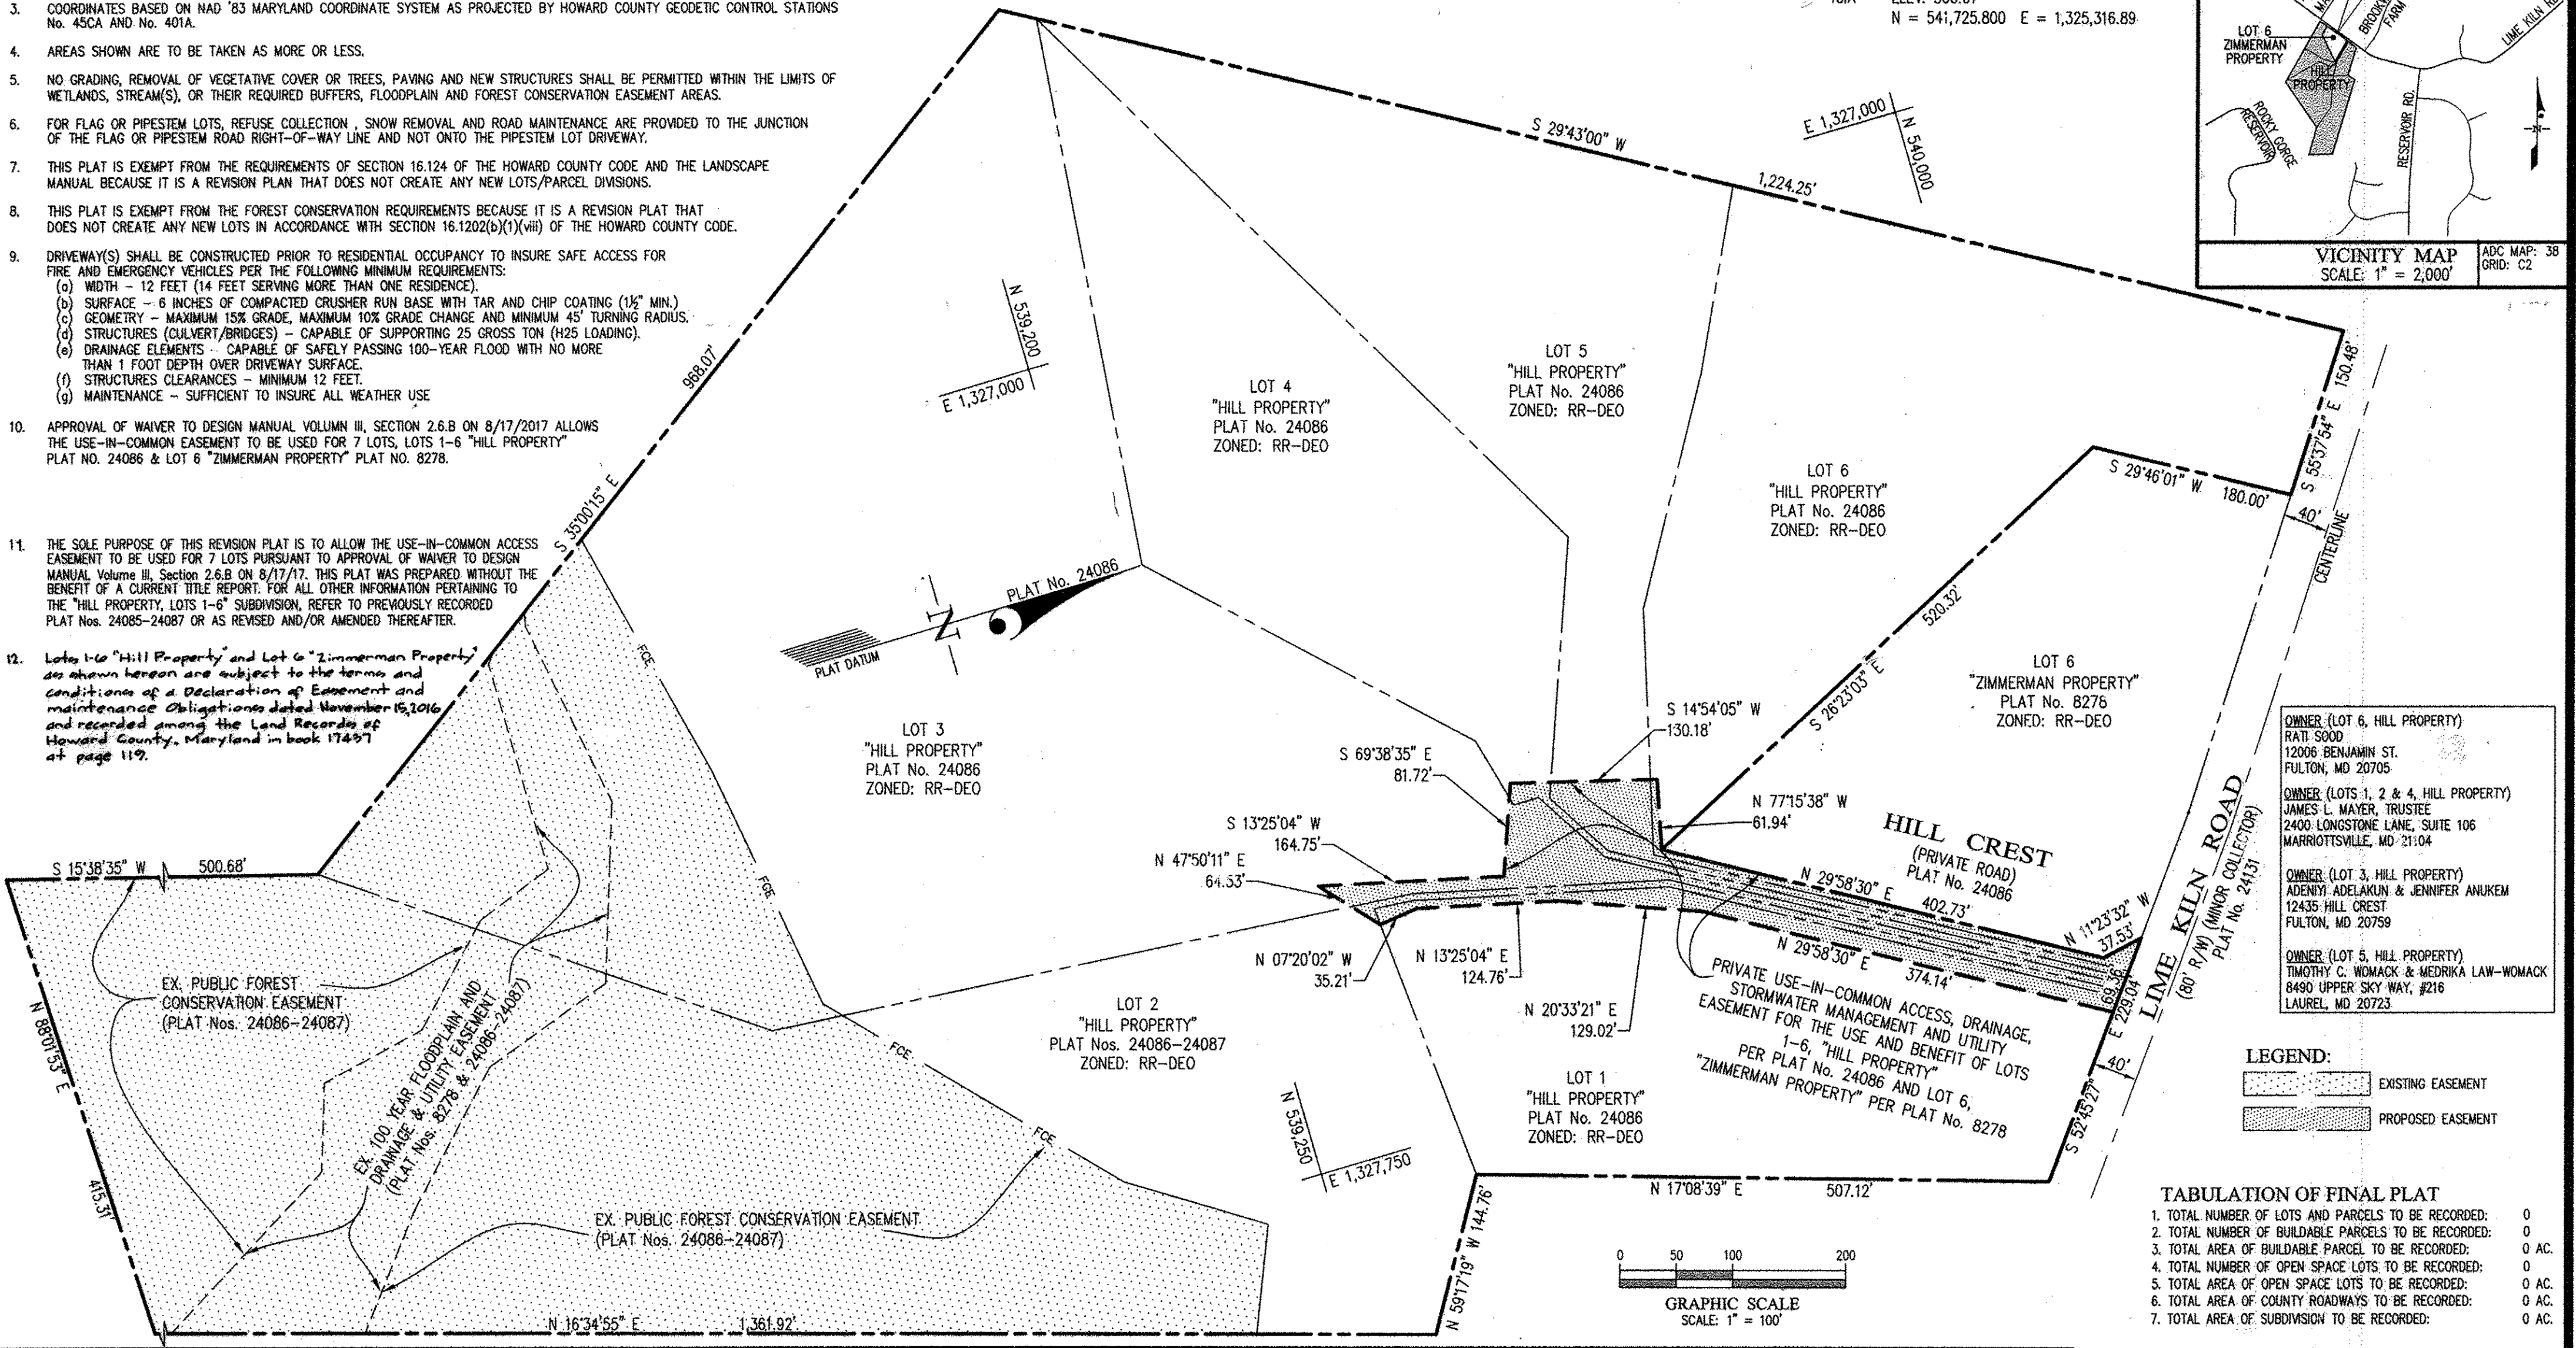 3. COORDINATES BASED ON NAD '83 MARYLAND COORDINATE SYSTEM AS PROJECTED BY HOWARD COUNTY GEODETIC CONTROL STATIONS
No. 45CA AND No. 401A.
4. AREAS SHOWN ARE TO BE TAKEN AS MORE OR LESS.
5. NO GRADING, REMOVAL OF VEGETATIVE COVER OR TREES, PAVING AND NEW STRUCTURES SHALL BE PERMITTED WITHIN THE LIMITS OF
WETLANDS, STREAM(S), OR THEIR REQUIRED BUFFERS, FLOODPLAIN AND FOREST CONSERVATION EASEMENT AREAS.
6. FOR FLAG OR PIPESTEM LOTS, REFUSE COLLECTION , SNOW REMOVAL AND ROAD MAINTENANCE ARE PROVIDED TO THE JUNCTION
OF THE FLAG OR PIPESTEM ROAD RIGHT-OF-WAY LINE AND NOT ONTO THE PIPESTEM LOT DRIVEWAY.
7. THIS PLAT IS EXEMPT FROM THE REQUIREMENTS OF SECTION 16.124 OF THE HOWARD COUNTY CODE AND THE LANDSCAPE
MANUAL BECAUSE IT IS A REVISION PLAN THAT DOES NOT CREATE ANY NEW LOTS/PARCEL DIVISIONS.
8. THIS PLAT IS EXEMPT FROM THE FOREST CONSERVATION REQUIREMENTS BECAUSE IT IS A REVISION PLAT THAT
DOES NOT CREATE ANY NEW LOTS IN ACCORDANCE WITH SECTION 16.1202(b)(1)(viii) OF THE HOWARD COUNTY CODE.
9. DRIVEWAY(S) SHALL BE CONSTRUCTED PRIOR TO RESIDENTIAL OCCUPANCY TO INSURE SAFE ACCESS FOR
FIRE AND EMERGENCY VEHICLES PER THE FOLLOWING MINIMUM REQUIREMENTS:
(a) WIDTH - 12 FEET (14 FEET SERVING MORE THAN ONE RESIDENCE).
(b) SURFACE - 6 INCHES OF COMPACTED CRUSHER RUN BASE WITH TAR AND CHIP COATING (1½" MIN.)
(c) GEOMETRY - MAXIMUM 15% GRADE, MAXIMUM 10% GRADE CHANGE AND MINIMUM 45' TURNING RADIUS.
(d) STRUCTURES (CULVERT/BRIDGES) - CAPABLE OF SUPPORTING 25 GROSS TON (H25 LOADING).
(e) DRAINAGE ELEMENTS - CAPABLE OF SAFELY PASSING 100-YEAR FLOOD WITH NO MORE
THAN 1 FOOT DEPTH OVER DRIVEWAY SURFACE.
(f) STRUCTURES CLEARANCES - MINIMUM 12 FEET.
(g) MAINTENANCE - SUFFICIENT TO INSURE ALL WEATHER USE
10. APPROVAL OF WAIVER TO DESIGN MANUAL VOLUMN III, SECTION 2.6.B ON 8/17/2017 ALLOWS
THE USE-IN-COMMON EASEMENT TO BE USED FOR 7 LOTS, LOTS 1-6 "HILL PROPERTY"
PLAT NO. 24086 & LOT 6 "ZIMMERMAN PROPERTY" PLAT NO. 8278.
11. THE SOLE PURPOSE OF THIS REVISION PLAT IS TO ALLOW THE USE-IN-COMMON ACCESS
EASEMENT TO BE USED FOR 7 LOTS PURSUANT TO APPROVAL OF WAIVER TO DESIGN
MANUAL Volume III, Section 2.6.B ON 8/17/17. THIS PLAT WAS PREPARED WITHOUT THE
BENEFIT OF A CURRENT TITLE REPORT. FOR ALL OTHER INFORMATION PERTAINING TO
THE "HILL PROPERTY, LOTS 1-6" SUBDIVISION, REFER TO PREVIOUSLY RECORDED
PLAT Nos. 24085-24087 OR AS REVISED AND/OR AMENDED THEREAFTER.
12. Lots 1-6 "Hill Property" and Lot 6 "Zimmerman Property"
as shown hereon are subject to the terms and
conditions of a Declaration of Easement and
maintenance Obligations dated November 15, 2016
and recorded among the Land Records of
Howard County, Maryland in book 17437
at page 119.
N = 541,725.800 E = 1,325,316.89
LOT 6
ZIMMERMAN
PROPERTY
HILL
PROPERTY
FARM
LIME KILN RD
ROCKY GORGE
RESERVOIR
RESERVOIR RD.
VICINITY MAP
SCALE: 1" = 2,000'
ADC MAP: 38
GRID: C2
S 29°43'00" W
1,224.25'
E 1,327,000
N 540,000
N 539,200
E 1,327,000
968.07'
S 35°00'15" E
LOT 4
"HILL PROPERTY"
PLAT No. 24086
ZONED: RR-DEO
LOT 5
"HILL PROPERTY"
PLAT No. 24086
ZONED: RR-DEO
LOT 6
"HILL PROPERTY"
PLAT No. 24086
ZONED: RR-DEO
S 55°37'54" E 150.48'
S 29°46'01" W 180.00'
40'
CENTERLINE
PLAT No. 24086
N
PLAT DATUM
520.32'
S 26°23'03" E
LOT 6
"ZIMMERMAN PROPERTY"
PLAT No. 8278
ZONED: RR-DEO
LOT 3
"HILL PROPERTY"
PLAT No. 24086
ZONED: RR-DEO
S 14°54'05" W
130.18'
S 69°38'35" E
81.72'
N 77°15'38" W
61.94'
S 13°25'04" W
164.75'
N 47°50'11" E
64.53'
HILL CREST
(PRIVATE ROAD)
PLAT No. 24086
N 29°58'30" E
402.73'
N 11°23'32" W
37.53'
N 07°20'02" W
35.21'
N 13°25'04" E
124.76'
N 20°33'21" E
129.02'
N 29°58'30" E
374.14'
69.56'
LIME KILN ROAD
(80' R/W) (MINOR COLLECTOR)
PLAT No. 24131
S 52°45'27" E 229.04'
40'
PRIVATE USE-IN-COMMON ACCESS, DRAINAGE,
STORMWATER MANAGEMENT AND UTILITY
EASEMENT FOR THE USE AND BENEFIT OF LOTS
1-6, "HILL PROPERTY"
PER PLAT No. 24086 AND LOT 6,
"ZIMMERMAN PROPERTY" PER PLAT No. 8278
OWNER (LOT 6, HILL PROPERTY)
RATI SOOD
12006 BENJAMIN ST.
FULTON, MD 20705
OWNER (LOTS 1, 2 & 4, HILL PROPERTY)
JAMES L. MAYER, TRUSTEE
2400 LONGSTONE LANE, SUITE 106
MARRIOTTSVILLE, MD 21104
OWNER (LOT 3, HILL PROPERTY)
ADENIYI ADELAKUN & JENNIFER ANUKEM
12435 HILL CREST
FULTON, MD 20759
OWNER (LOT 5, HILL PROPERTY)
TIMOTHY C. WOMACK & MEDRIKA LAW-WOMACK
8490 UPPER SKY WAY, #216
LAUREL, MD 20723
S 15°38'35" W 500.68'
FCE
FCE
FCE
FCE
N 88°01'53" E
415.31'
EX. PUBLIC FOREST
CONSERVATION EASEMENT
(PLAT Nos. 24086-24087)
EX. 100 YEAR FLOODPLAIN AND
DRAINAGE & UTILITY EASEMENT
(PLAT Nos. 8278 & 24086-24087)
LOT 2
"HILL PROPERTY"
PLAT Nos. 24086-24087
ZONED: RR-DEO
LOT 1
"HILL PROPERTY"
PLAT No. 24086
ZONED: RR-DEO
N 539,250
E 1,327,750
EX. PUBLIC FOREST CONSERVATION EASEMENT
(PLAT Nos. 24086-24087)
N 16°34'55" E 1,361.92'
N 59°17'19" W 144.76'
N 17°08'39" E 507.12'
0 50 100 200
GRAPHIC SCALE
SCALE: 1" = 100'
LEGEND:
EXISTING EASEMENT
PROPOSED EASEMENT
TABULATION OF FINAL PLAT
1. TOTAL NUMBER OF LOTS AND PARCELS TO BE RECORDED: 0
2. TOTAL NUMBER OF BUILDABLE PARCELS TO BE RECORDED: 0
3. TOTAL AREA OF BUILDABLE PARCEL TO BE RECORDED: 0 AC.
4. TOTAL NUMBER OF OPEN SPACE LOTS TO BE RECORDED: 0
5. TOTAL AREA OF OPEN SPACE LOTS TO BE RECORDED: 0 AC.
6. TOTAL AREA OF COUNTY ROADWAYS TO BE RECORDED: 0 AC.
7. TOTAL AREA OF SUBDIVISION TO BE RECORDED: 0 AC.